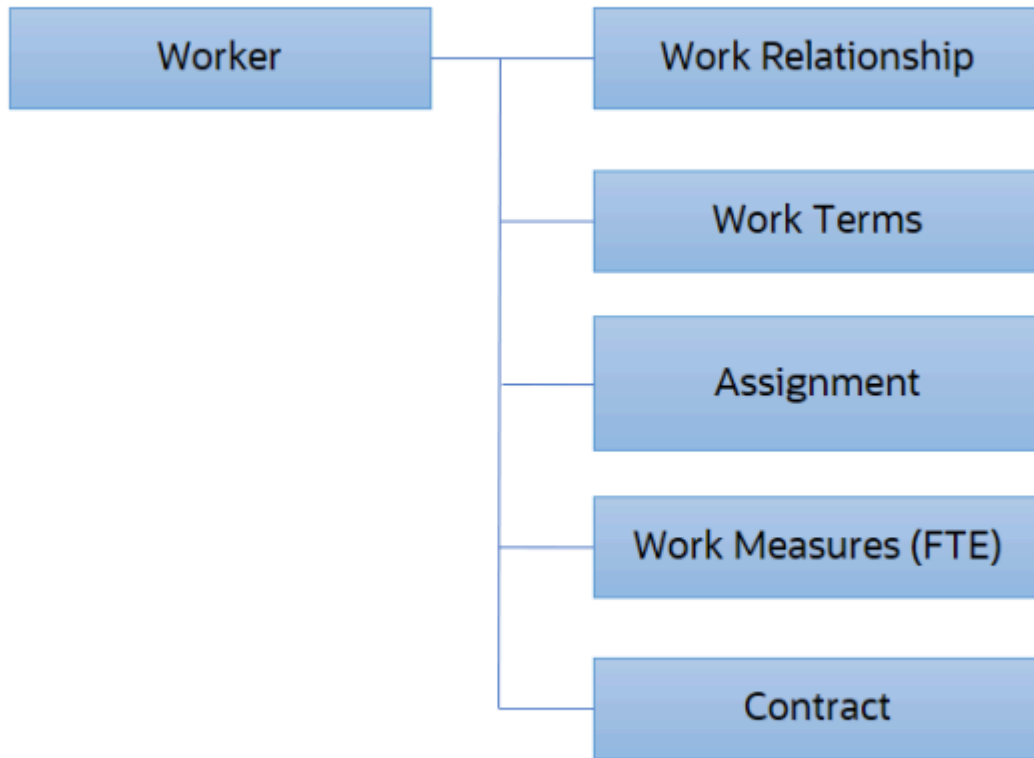 Worker
Work Relationship
Work Terms
Assignment
Work Measures (FTE)
Contract